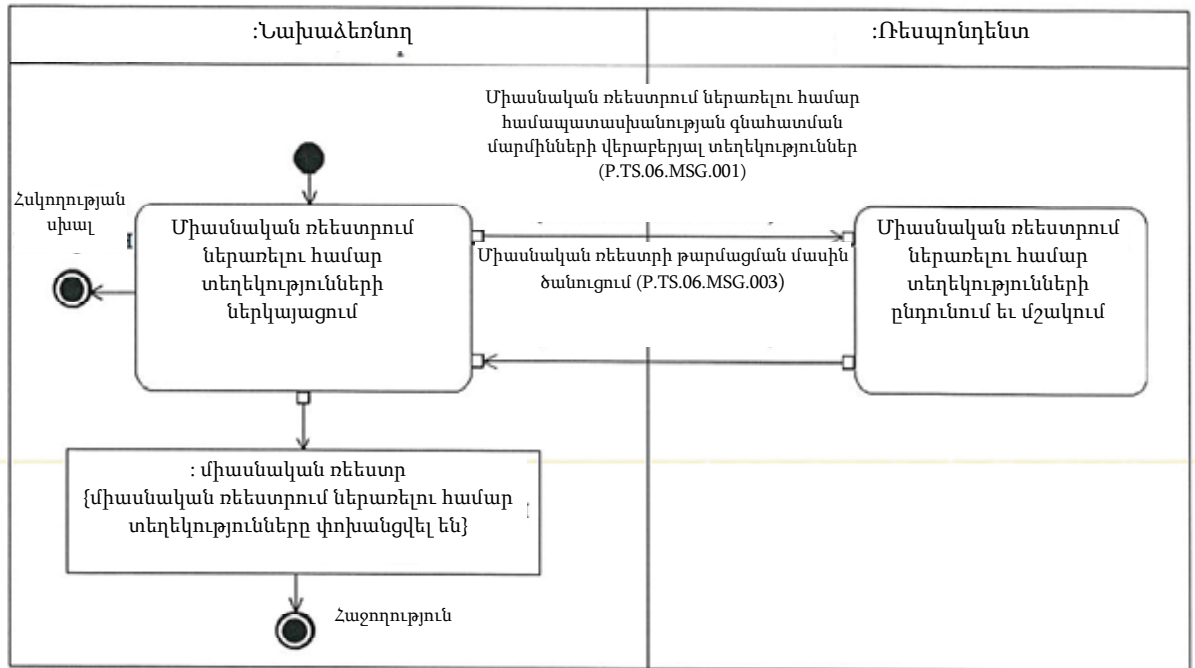 :Նախաձեռնող
:Ռեսպոնդենտ
Միասնական ռեեստրում ներառելու համար
համապատասխանության գնահատման
մարմինների վերաբերյալ տեղեկություններ
(P.TS.06.MSG.001)
Հսկողության
սխալ
Միասնական ռեեստրում
ներառելու համար
տեղեկությունների
ներկայացում
Միասնական ռեեստրի թարմացման մասին
ծանուցում (P.TS.06.MSG.003)
Միասնական ռեեստրում
ներառելու համար
տեղեկությունների
ընդունում եւ մշակում
: միասնական ռեեստր
{միասնական ռեեստրում ներառելու համար
տեղեկությունները փոխանցվել են}
Հաջողություն